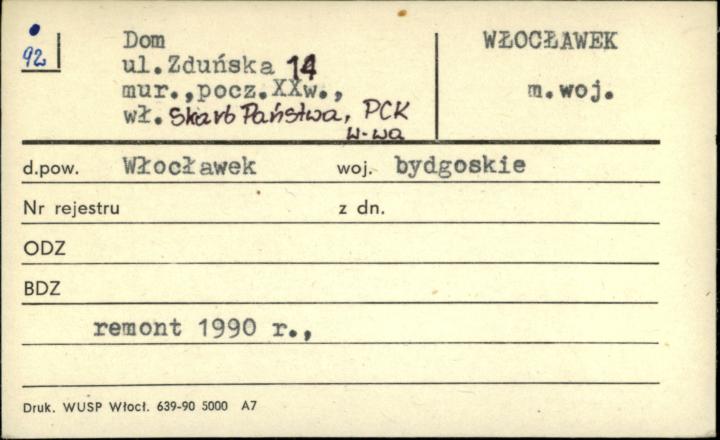 92
Dom
ul.Zduńska 14
mur.,pocz.XXw.,
wł. Skarb Państwa, PCK
W-wa
WŁOCŁAWEK
m.woj.
d.pow. Włocławek woj. bydgoskie
Nr rejestru z dn.
ODZ
BDZ
remont 1990 r.,
Druk. WUSP Włocł. 639-90 5000 A7